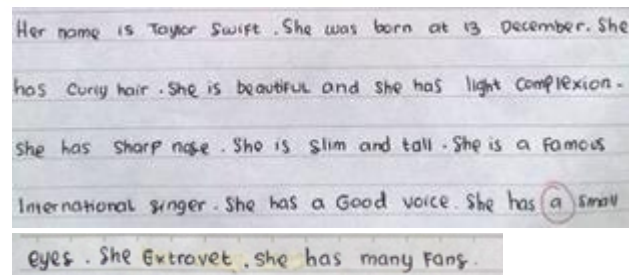 Her name is Taylor Swift. She was born at 13 December. She
has Curly hair. She is beautiful and she has light complexion.
She has sharp nose. She is slim and tall. She is a Famous
International singer. She has a Good voice. She has a small
eyes. She Extrovet. she has many Fans.